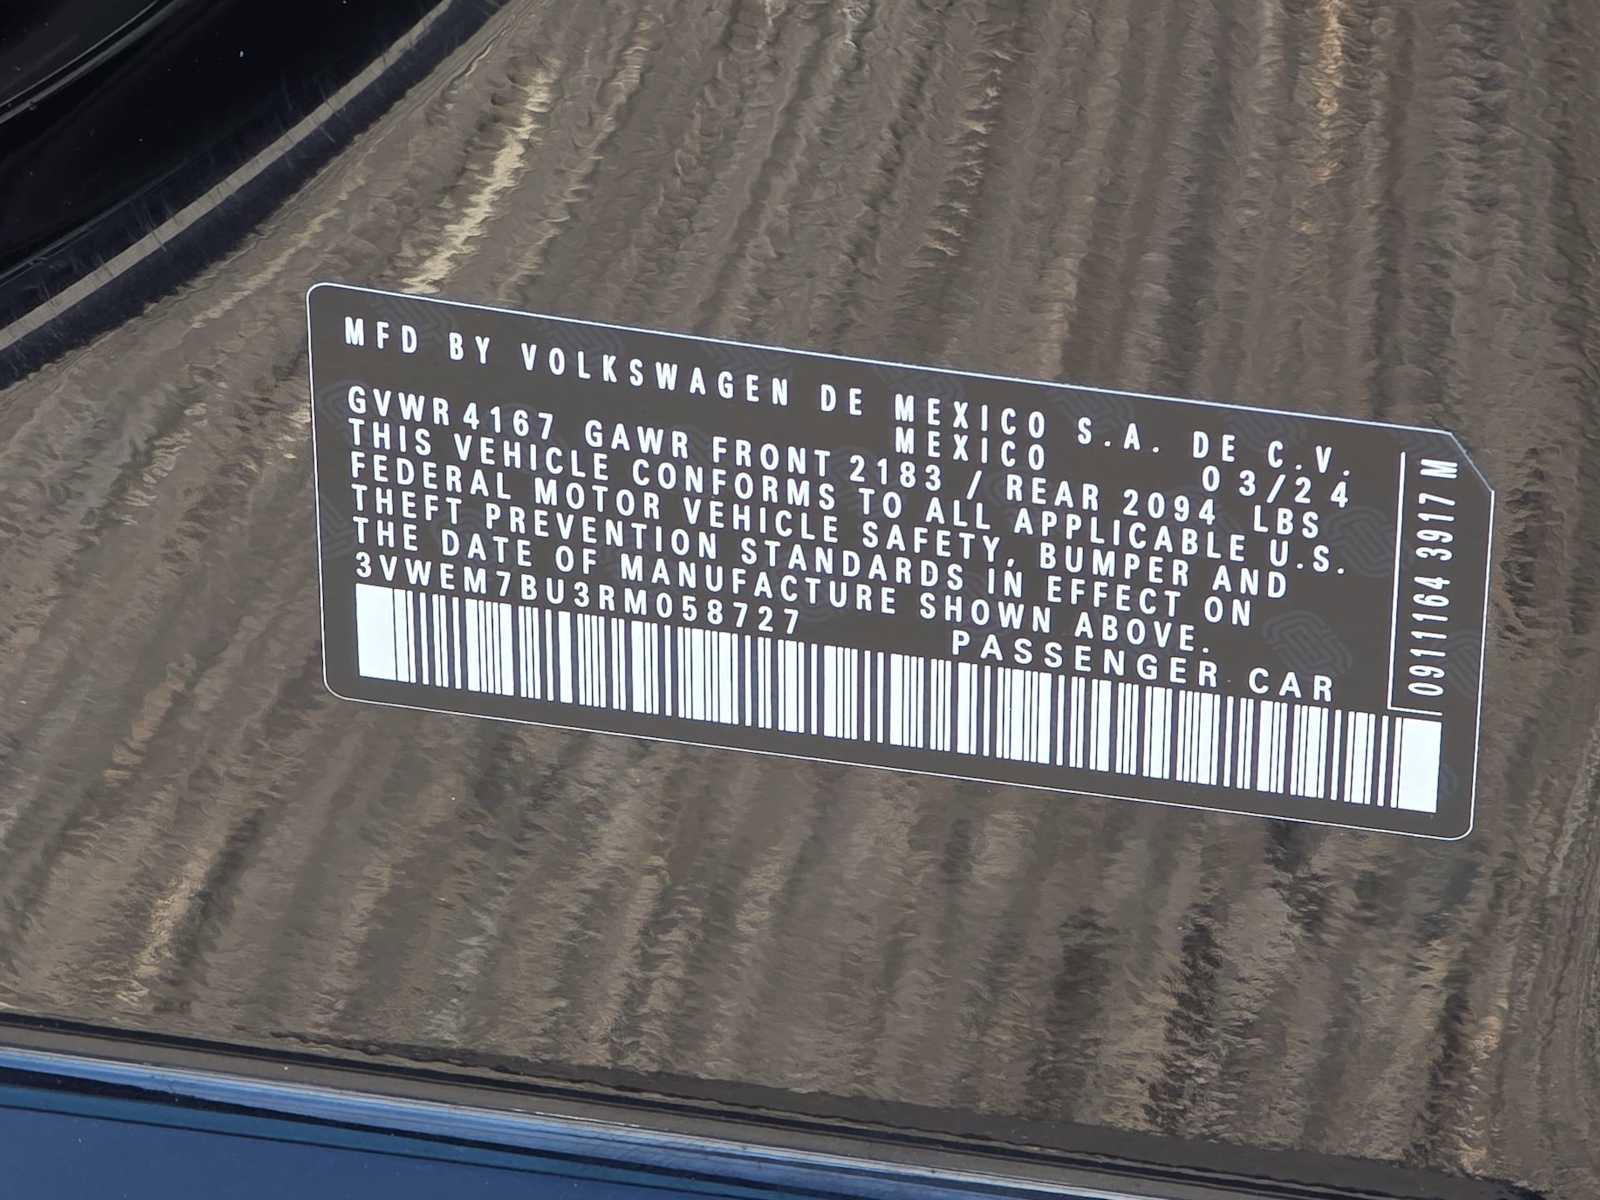 MFD BY VOLKSWAGEN DE MEXICO S.A. DE C.V.
MEXICO 03/24
GVWR 4167 GAWR FRONT 2183 / REAR 2094 LBS
THIS VEHICLE CONFORMS TO ALL APPLICABLE U.S.
FEDERAL MOTOR VEHICLE SAFETY, BUMPER AND
THEFT PREVENTION STANDARDS IN EFFECT ON
THE DATE OF MANUFACTURE SHOWN ABOVE.
3VWEM7BU3RM058727 PASSENGER CAR
0911164 3917 M